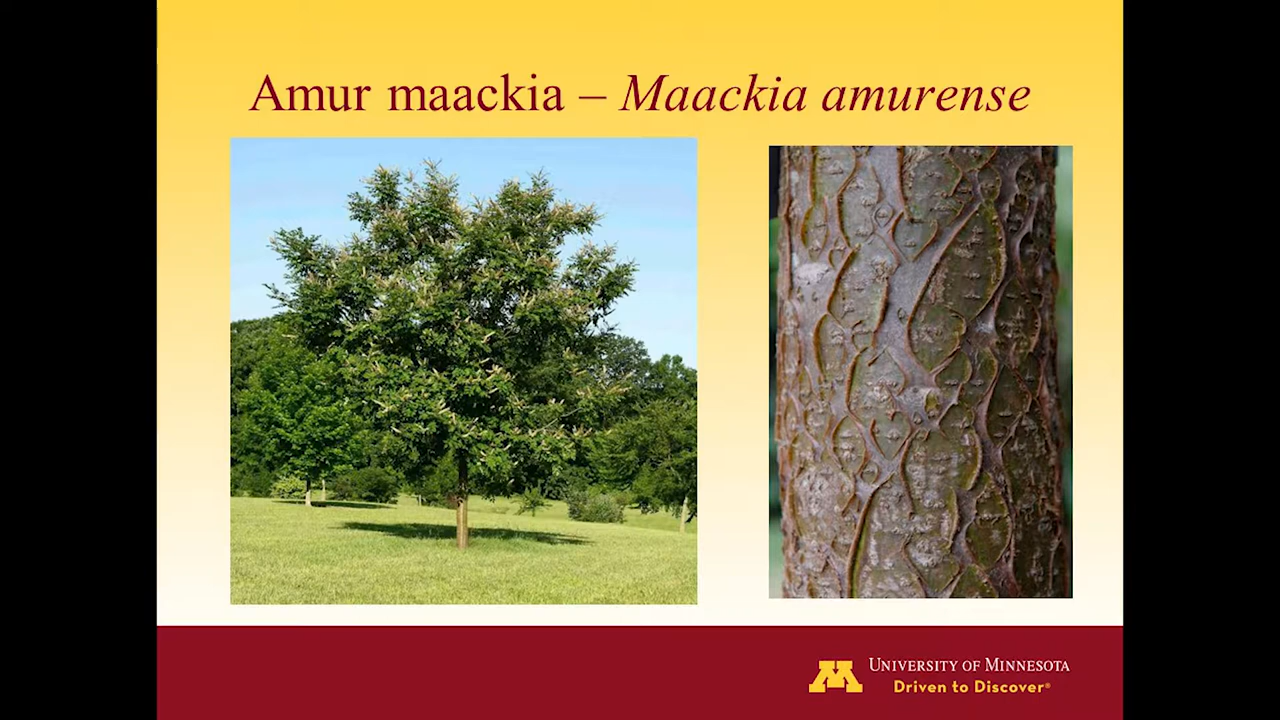 Amur maackia – Maackia amurense
UNIVERSITY OF MINNESOTA
Driven to Discover®